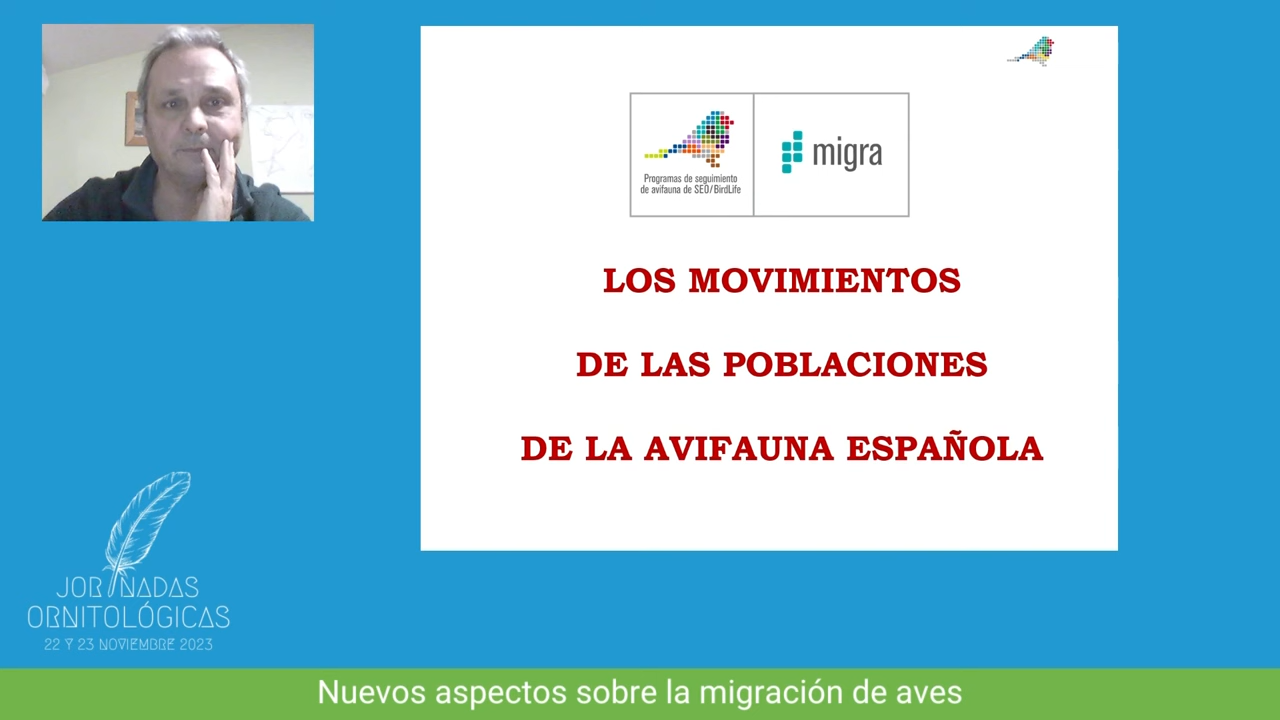 Programas de seguimiento
de avifauna de SEO/BirdLife
migra
LOS MOVIMIENTOS
DE LAS POBLACIONES
DE LA AVIFAUNA ESPAÑOLA
JORNADAS
ORNITOLÓGICAS
22 Y 23 NOVIEMBRE 2023
Nuevos aspectos sobre la migración de aves